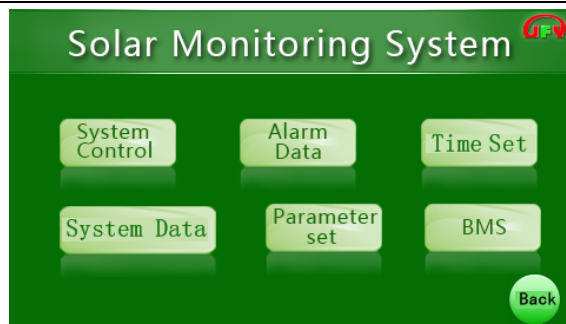 Solar Monitoring System
System
Control
Alarm
Data
Time Set
System Data
Parameter
set
BMS
Back